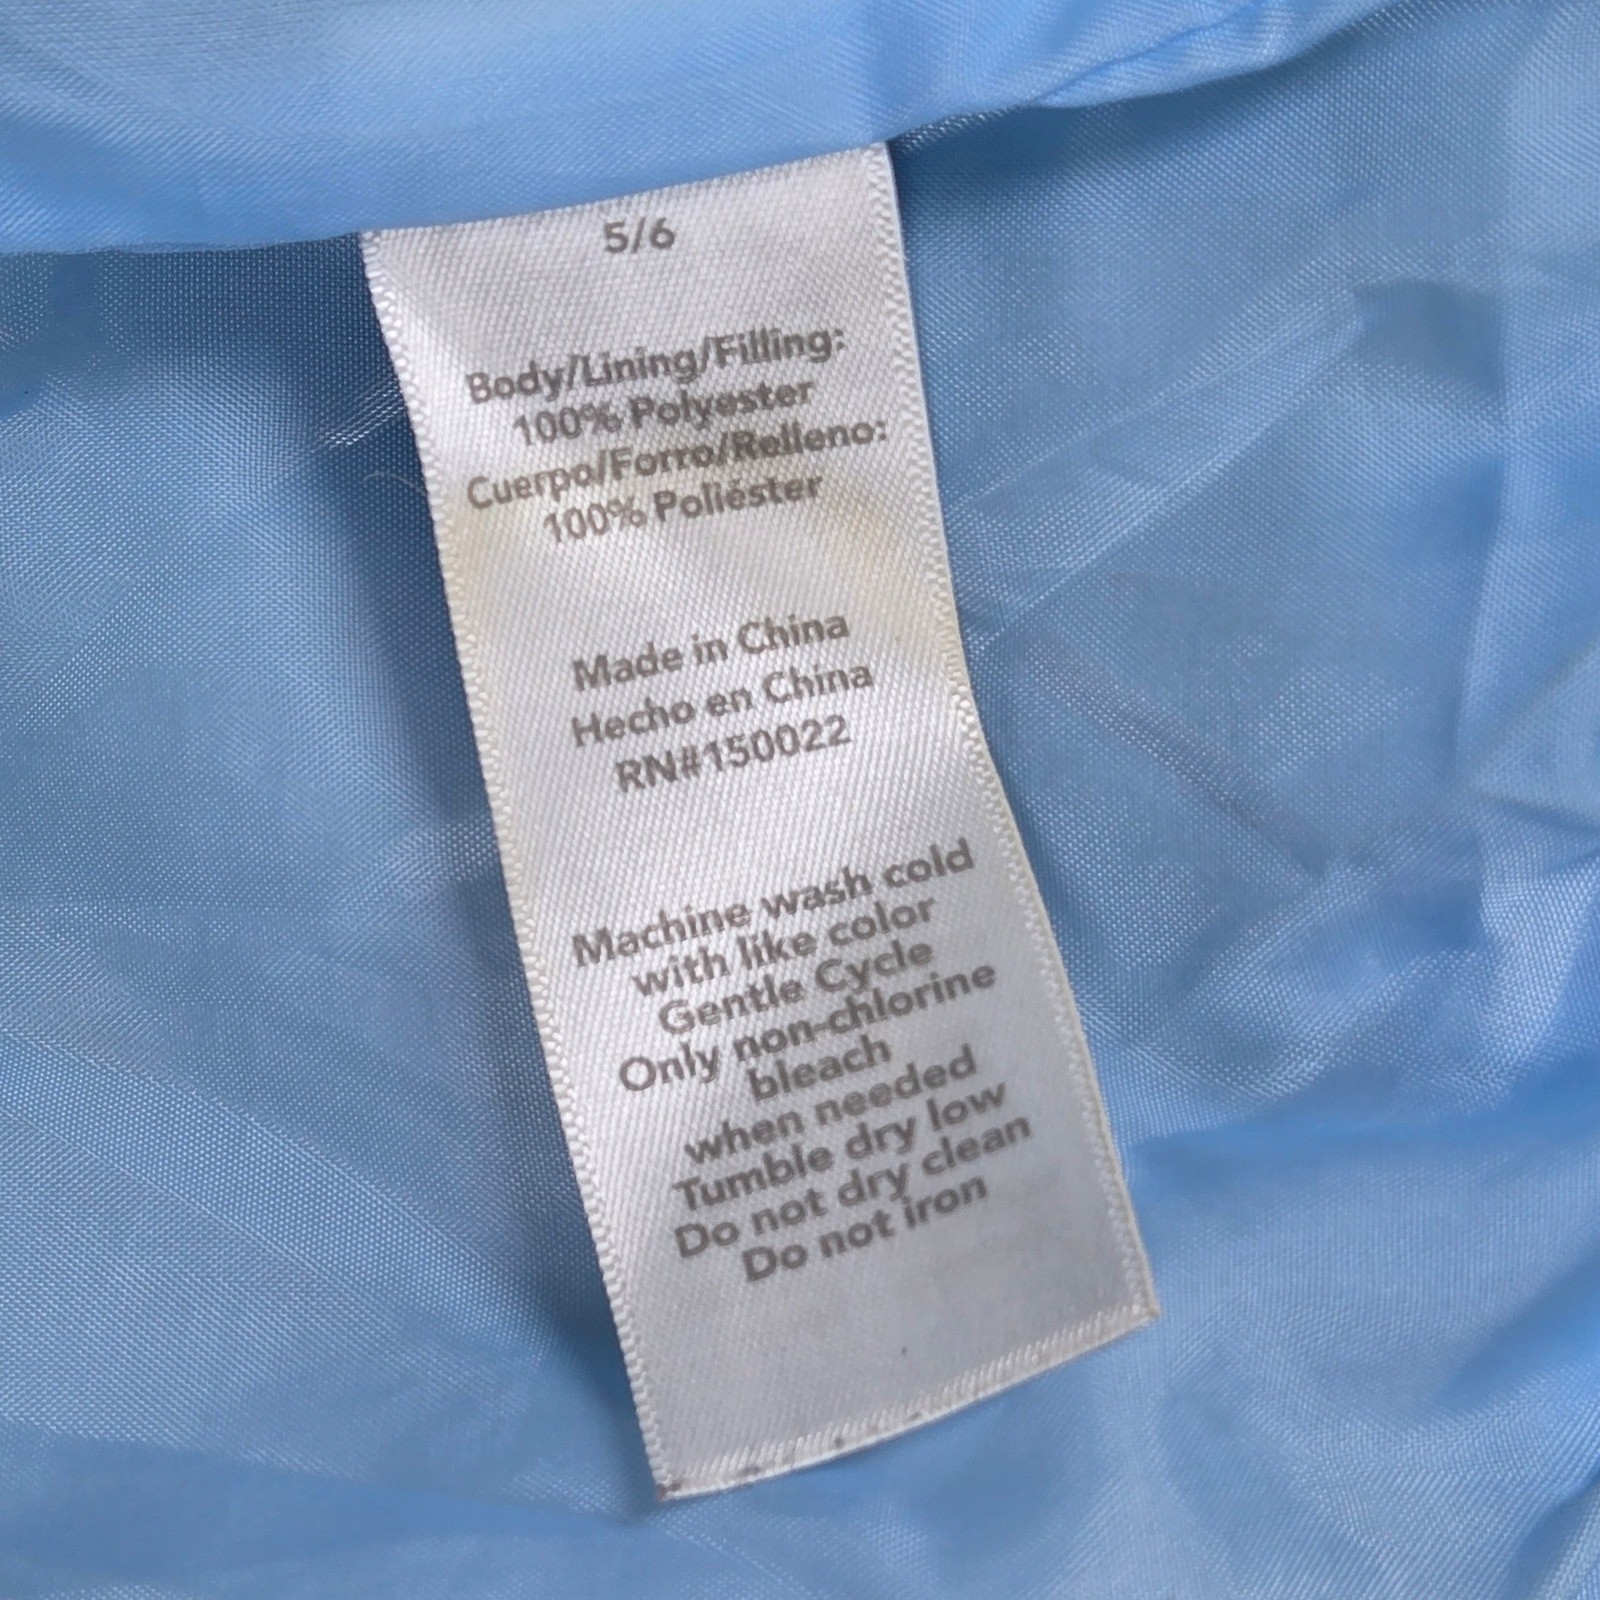 5/6
Body/Lining/Filling:
100% Polyester
Cuerpo/Forro/Relleno:
100% Poliéster
Made in China
Hecho en China
RN#150022
Machine wash cold
with like color
Gentle Cycle
Only non-chlorine
bleach
when needed
Tumble dry low
Do not dry clean
Do not iron